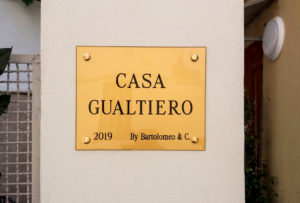 CASA
GUALTIERO
2019 By Bartolomeo & C.